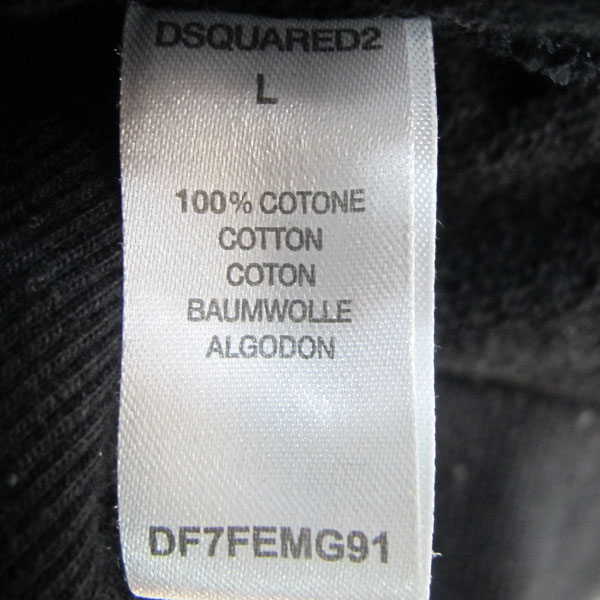 DSQUARED2
L
100% COTONE
COTTON
COTON
BAUMWOLLE
ALGODON
DF7FEMG91